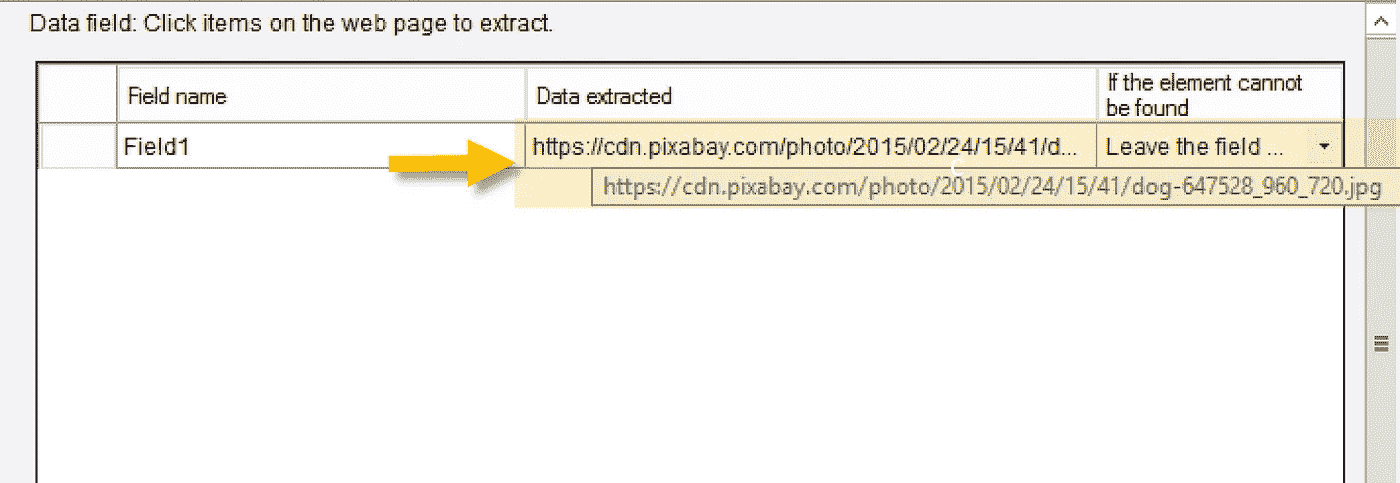 Data field: Click items on the web page to extract.
Field name
Data extracted
If the element cannot
be found
Field1
https://cdn.pixabay.com/photo/2015/02/24/15/41/d...
Leave the field ...
https://cdn.pixabay.com/photo/2015/02/24/15/41/dog-647528_960_720.jpg